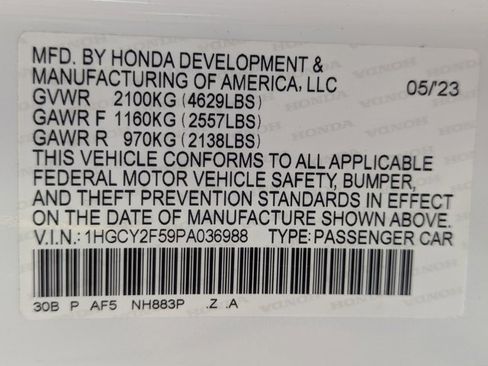 MFD. BY HONDA DEVELOPMENT &
MANUFACTURING OF AMERICA, LLC
05/'23
GVWR 2100KG (4629LBS)
GAWR F 1160KG (2557LBS)
GAWR R 970KG (2138LBS)
THIS VEHICLE CONFORMS TO ALL APPLICABLE
FEDERAL MOTOR VEHICLE SAFETY, BUMPER,
AND THEFT PREVENTION STANDARDS IN EFFECT
ON THE DATE OF MANUFACTURE SHOWN ABOVE.
V.I.N.: 1HGCY2F59PA036988 TYPE: PASSENGER CAR
30B P AF5 NH883P .Z .A